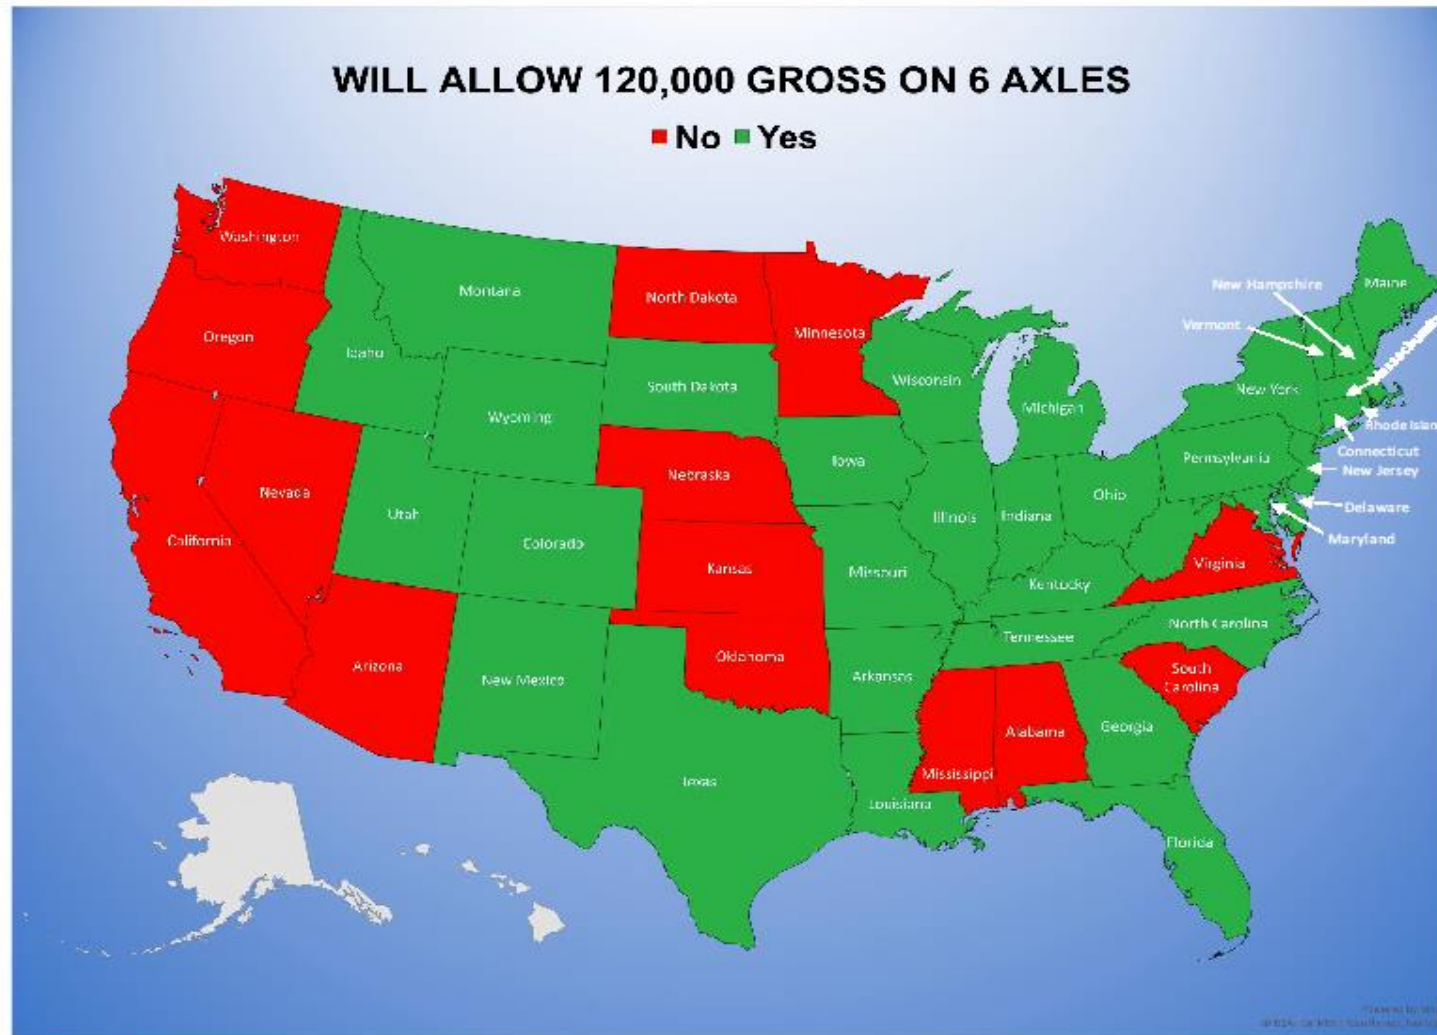 WILL ALLOW 120,000 GROSS ON 6 AXLES
No Yes
Washington
Montana
North Dakota
Minnesota
New Hampshire
Maine
Vermont
Oregon
Idaho
South Dakota
Wisconsin
Michigan
New York
Wyoming
Iowa
Pennsylvania
Connecticut
New Jersey
Nebraska
Nevada
Utah
Colorado
Illinois
Indiana
Ohio
Delaware
Maryland
California
Kansas
Missouri
Kentucky
Virginia
Arizona
New Mexico
Oklahoma
Arkansas
Tennessee
North Carolina
South
Carolina
Texas
Mississippi
Alabama
Georgia
Louisiana
Florida